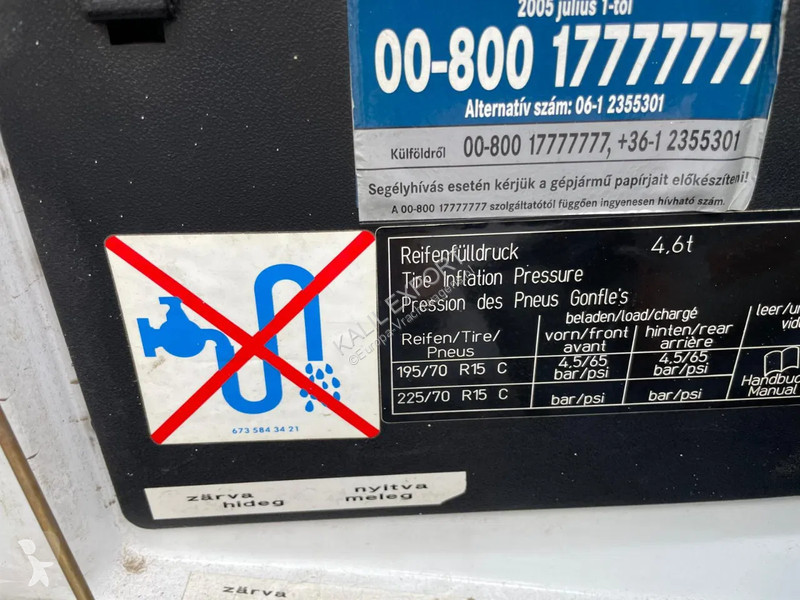 2005 július 1-től
00-800 17777777
Alternatív szám: 06-1 2355301
Külföldről 00-800 17777777, +36-1 2355301
Segélyhívás esetén kérjük a gépjármű papírjait előkészíteni!
A 00-800 17777777 szolgáltatótól függően ingyenesen hívható szám.
Reifenfülldruck 4,6t
Tire Inflation Pressure
Pression des Pneus Gonfle's
beladen/load/chargé
Reifen/Tire/ Pneus
vorn/front avant
hinten/rear arrière
195/70 R15 C 4,5/65 bar/psi 4,5/65 bar/psi
225/70 R15 C bar/psi bar/psi
Manual
673 584 34 21
KALILEXPORT
zärva nyitva
hideg meleg
zärva